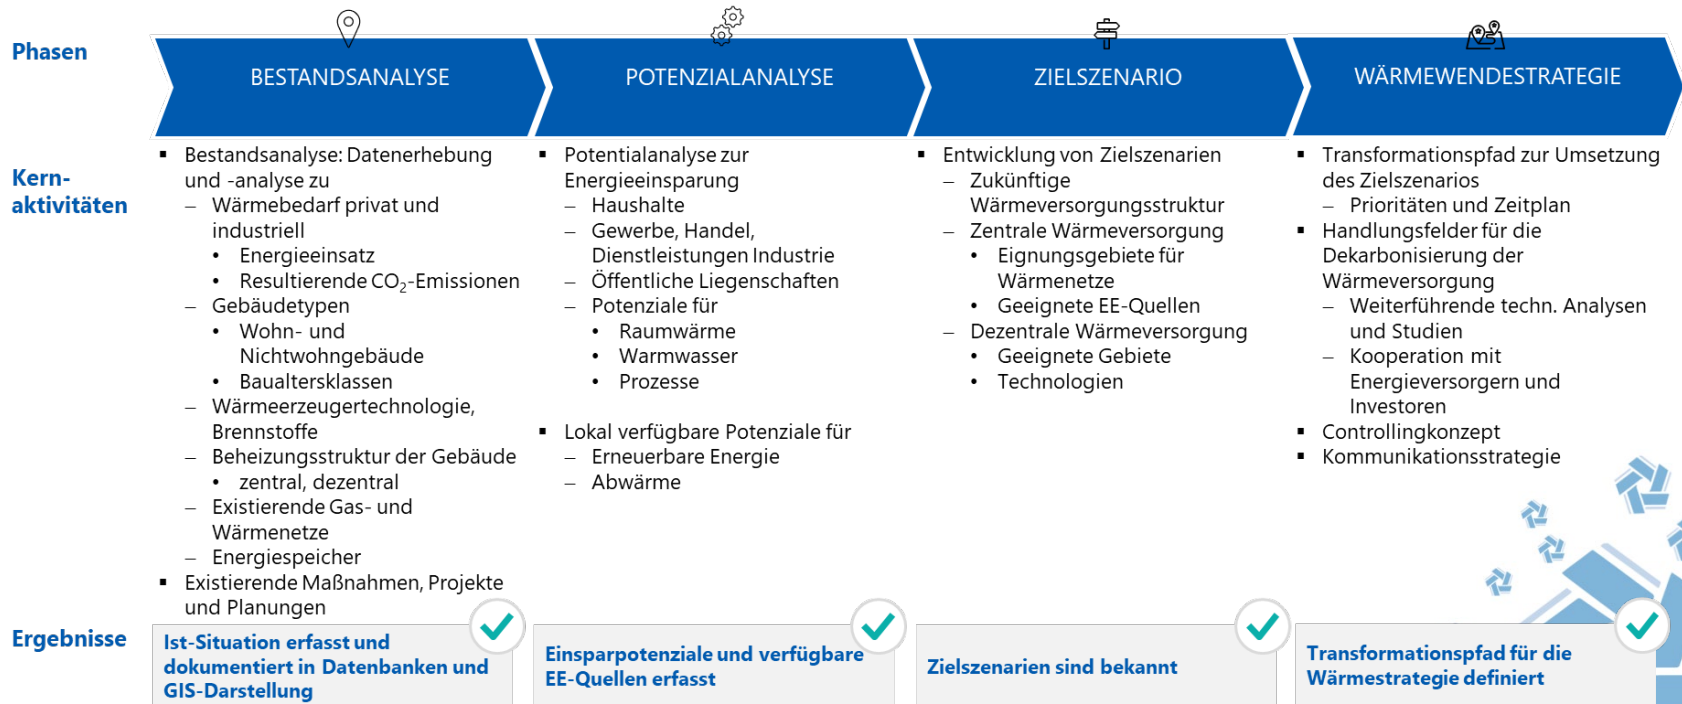 Phasen
BESTANDSANALYSE
POTENZIALANALYSE
ZIELSZENARIO
WÄRMEWENDESTRATEGIE
Kern-
aktivitäten
▪ Bestandsanalyse: Datenerhebung
und -analyse zu
– Wärmebedarf privat und
industriell
• Energieeinsatz
• Resultierende CO₂-Emissionen
– Gebäudetypen
• Wohn- und
Nichtwohngebäude
• Baualtersklassen
– Wärmeerzeugertechnologie,
Brennstoffe
– Beheizungsstruktur der Gebäude
• zentral, dezentral
– Existierende Gas- und
Wärmenetze
– Energiespeicher
▪ Existierende Maßnahmen, Projekte
und Planungen
▪ Potentialanalyse zur
Energieeinsparung
– Haushalte
– Gewerbe, Handel,
Dienstleistungen Industrie
– Öffentliche Liegenschaften
– Potenziale für
• Raumwärme
• Warmwasser
• Prozesse
▪ Lokal verfügbare Potenziale für
– Erneuerbare Energie
– Abwärme
▪ Entwicklung von Zielszenarien
– Zukünftige
Wärmeversorgungsstruktur
– Zentrale Wärmeversorgung
• Eignungsgebiete für
Wärmenetze
• Geeignete EE-Quellen
– Dezentrale Wärmeversorgung
• Geeignete Gebiete
• Technologien
▪ Transformationspfad zur Umsetzung
des Zielszenarios
– Prioritäten und Zeitplan
▪ Handlungsfelder für die
Dekarbonisierung der
Wärmeversorgung
– Weiterführende techn. Analysen
und Studien
– Kooperation mit
Energieversorgern und
Investoren
▪ Controllingkonzept
▪ Kommunikationsstrategie
Ergebnisse
Ist-Situation erfasst und
dokumentiert in Datenbanken und
GIS-Darstellung
Einsparpotenziale und verfügbare
EE-Quellen erfasst
Zielszenarien sind bekannt
Transformationspfad für die
Wärmestrategie definiert